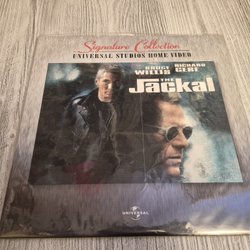 Signature Collection
UNIVERSAL STUDIOS HOME VIDEO
BRUCE RICHARD
WILLIS GERE
THE
Jackal
UNIVERSAL